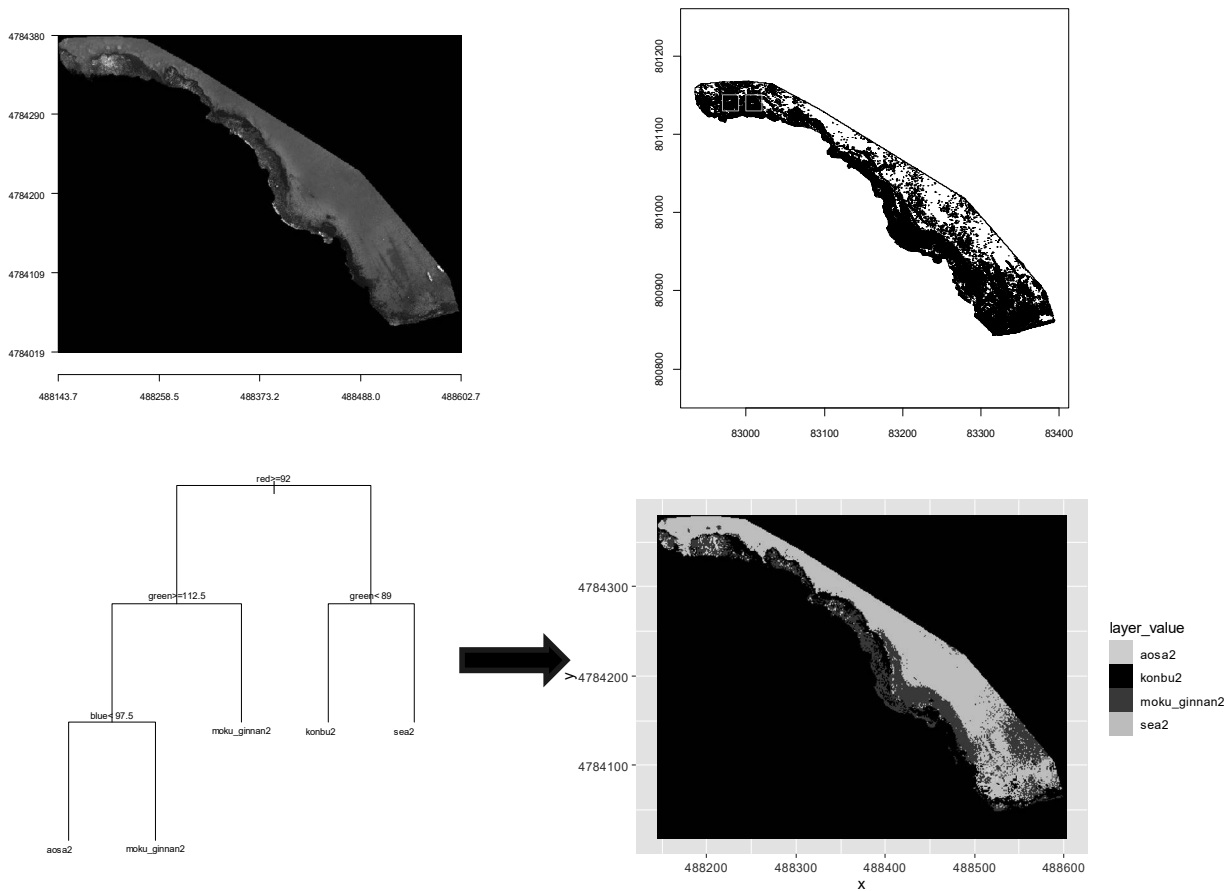 4784380
4784290
4784200
4784109
4784019
488143.7 488258.5 488373.2 488488.0 488602.7
801200
801100
801000
800900
800800
83000 83100 83200 83300 83400
red>=92
green>=112.5 green< 89
blue< 97.5
moku_ginnan2 konbu2 sea2
aosa2 moku_ginnan2
4784300
4784200
4784100
y
488200 488300 488400 488500 488600
x
layer_value
aosa2
konbu2
moku_ginnan2
sea2